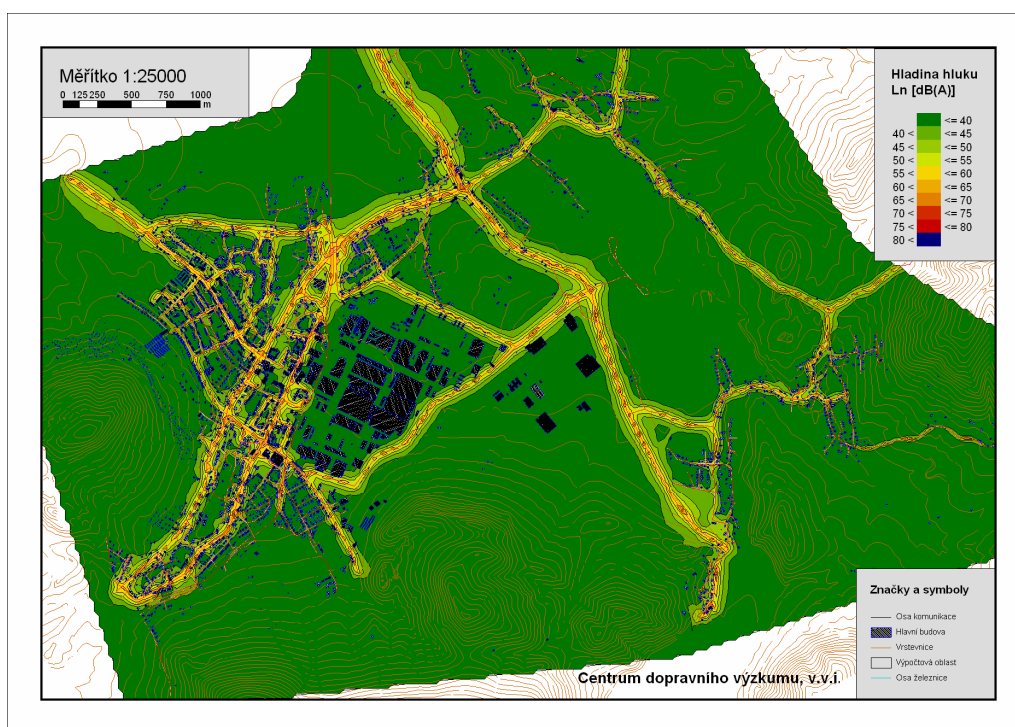 Měřítko 1:25000
0 125 250 500 750 1000
m
Hladina hluku
Ln [dB(A)]
<= 40
40 < <= 45
45 < <= 50
50 < <= 55
55 < <= 60
60 < <= 65
65 < <= 70
70 < <= 75
75 < <= 80
80 <
Značky a symboly
Osa komunikace
Hlavní budova
Vrstevnice
Výpočtová oblast
Osa železnice
Centrum dopravního výzkumu, v.v.i.